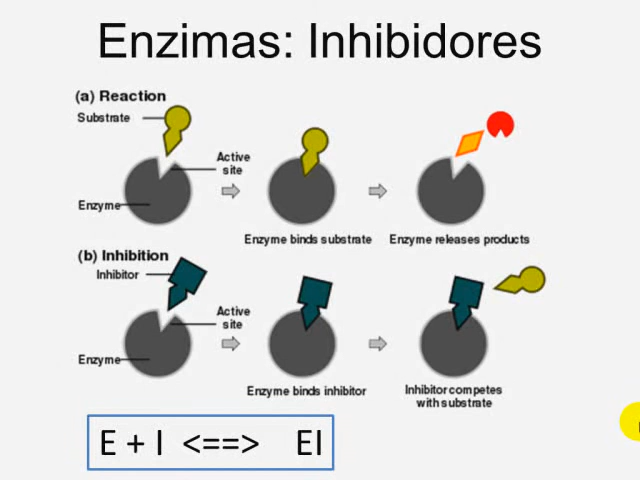 Enzimas: Inhibidores
(a) Reaction
Substrate
Active
site
Enzyme
Enzyme binds substrate
Enzyme releases products
(b) Inhibition
Inhibitor
Active
site
Enzyme
Enzyme binds inhibitor
Inhibitor competes
with substrate
E + I <==> EI